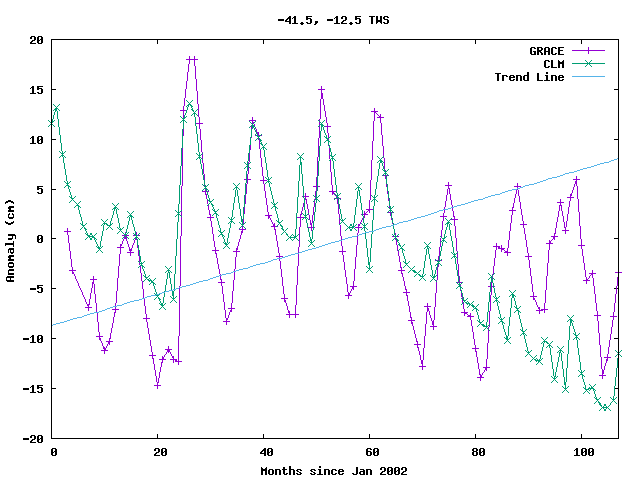 -41.5, -12.5 TWS
GRACE
CLM
Trend Line
20
15
10
5
0
-5
-10
-15
-20
Anomaly (cm)
0 20 40 60 80 100
Months since Jan 2002